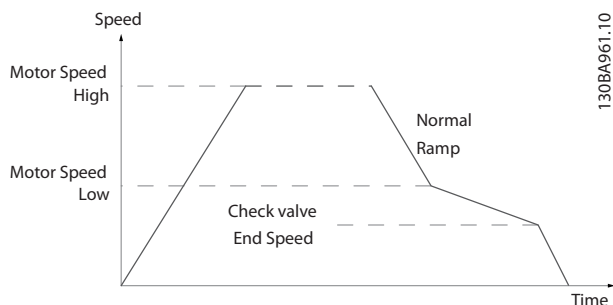 Speed
130BA961.10
Motor Speed
High
Normal
Ramp
Motor Speed
Low
Check valve
End Speed
Time